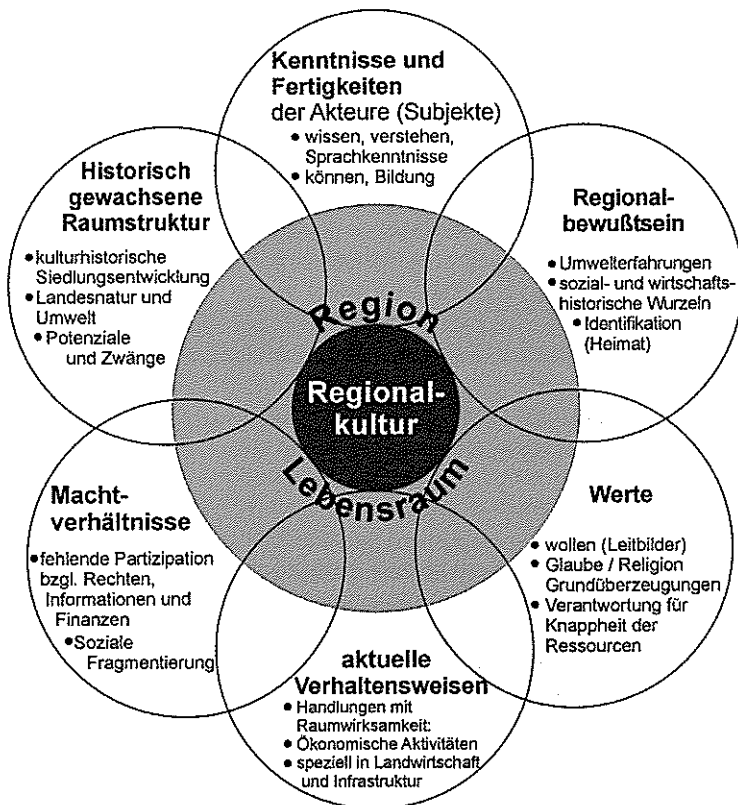 Kenntnisse und
Fertigkeiten
der Akteure (Subjekte)
• wissen, verstehen,
Sprachkenntnisse
• können, Bildung
Historisch
gewachsene
Raumstruktur
• kulturhistorische
Siedlungsentwicklung
• Landesnatur und
Umwelt
• Potenziale
und Zwänge
Regional-
bewußtsein
• Umwelterfahrungen
• sozial- und wirtschafts-
historische Wurzeln
• Identifikation
(Heimat)
Region
Regional-
kultur
Lebensraum
Macht-
verhältnisse
• fehlende Partizipation
bzgl. Rechten,
Informationen und
Finanzen
• Soziale
Fragmentierung
Werte
• wollen (Leitbilder)
• Glaube / Religion
Grundüberzeugungen
• Verantwortung für
Knappheit der
Ressourcen
aktuelle
Verhaltensweisen
• Handlungen mit
Raumwirksamkeit:
• Ökonomische Aktivitäten
• speziell in Landwirtschaft
und Infrastruktur